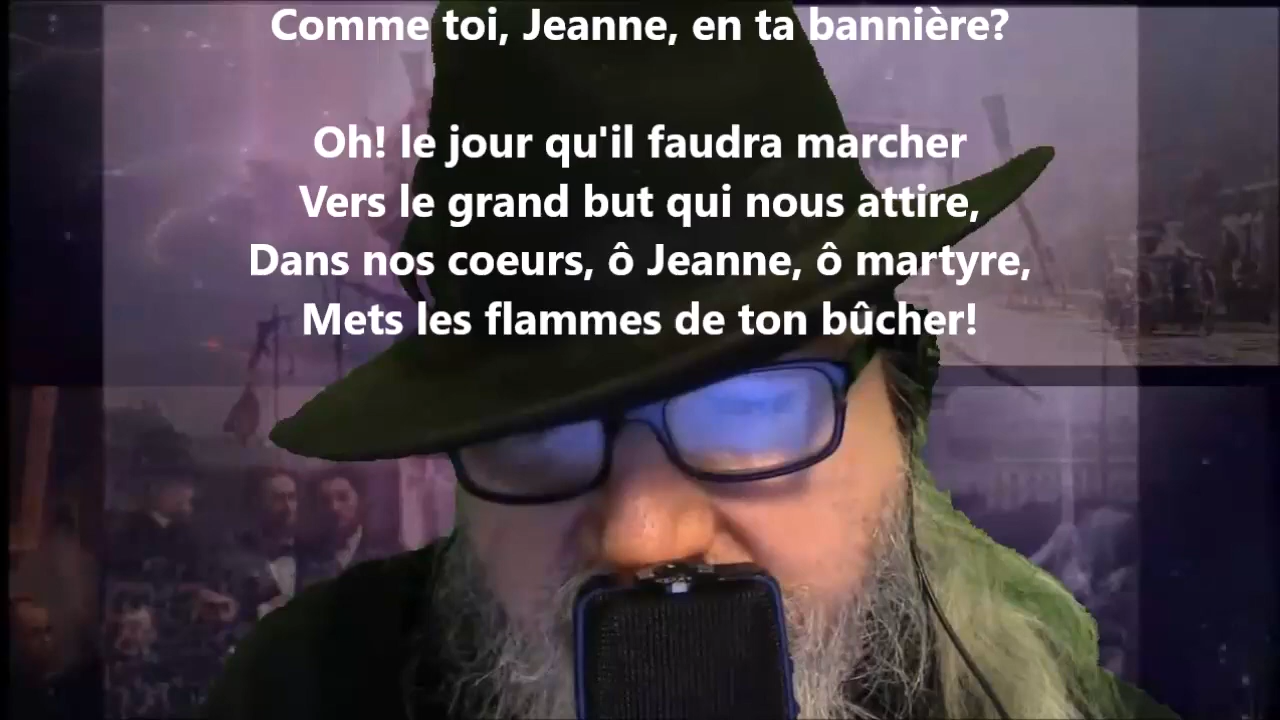 Comme toi, Jeanne, en ta bannière?
Oh! le jour qu'il faudra marcher
Vers le grand but qui nous attire,
Dans nos coeurs, ô Jeanne, ô martyre,
Mets les flammes de ton bûcher!